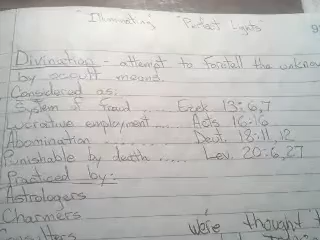 "Illuminating "Perfect Lights"
Divination - attempt to foretell the unknow
by occult means.
Considered as:
System of fraud ...... Ezek 13:6,7
Lucrative employment .... Acts 16:16
Abomination ............ Deut. 18:11,12
Punishable by death ..... Lev. 20:6,27
Practiced by:
Astrologers
Charmers
were thought t